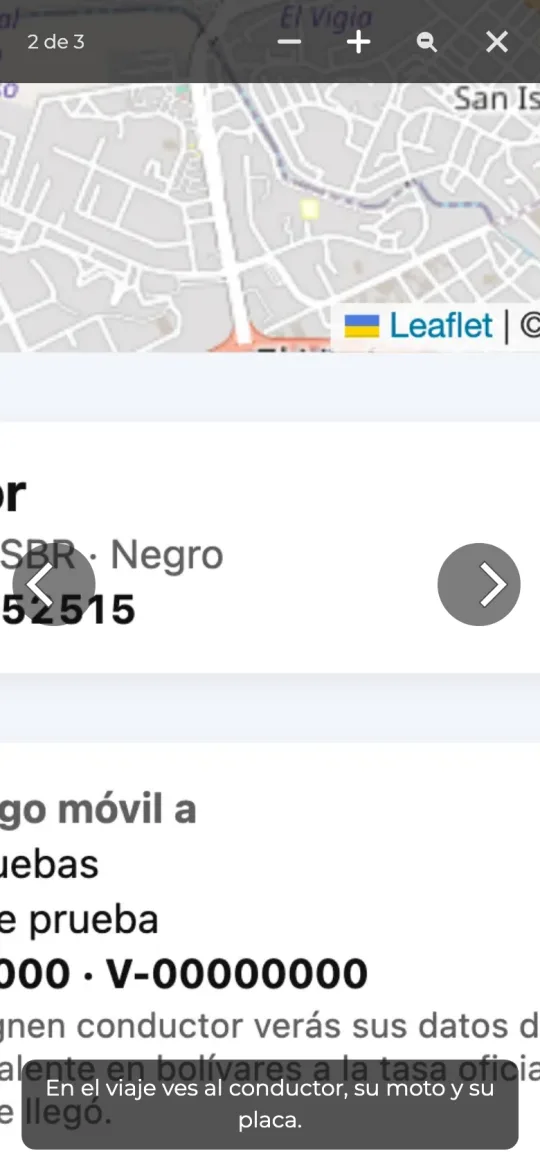 2 de 3
El Vigía
San Is
Leaflet | ©
or
SBR · Negro
52515
go móvil a
uebas
e prueba
000 · V-00000000
gnen conductor verás sus datos d
alente en bolívares a la tasa oficia
e llegó.
En el viaje ves al conductor, su moto y su
placa.